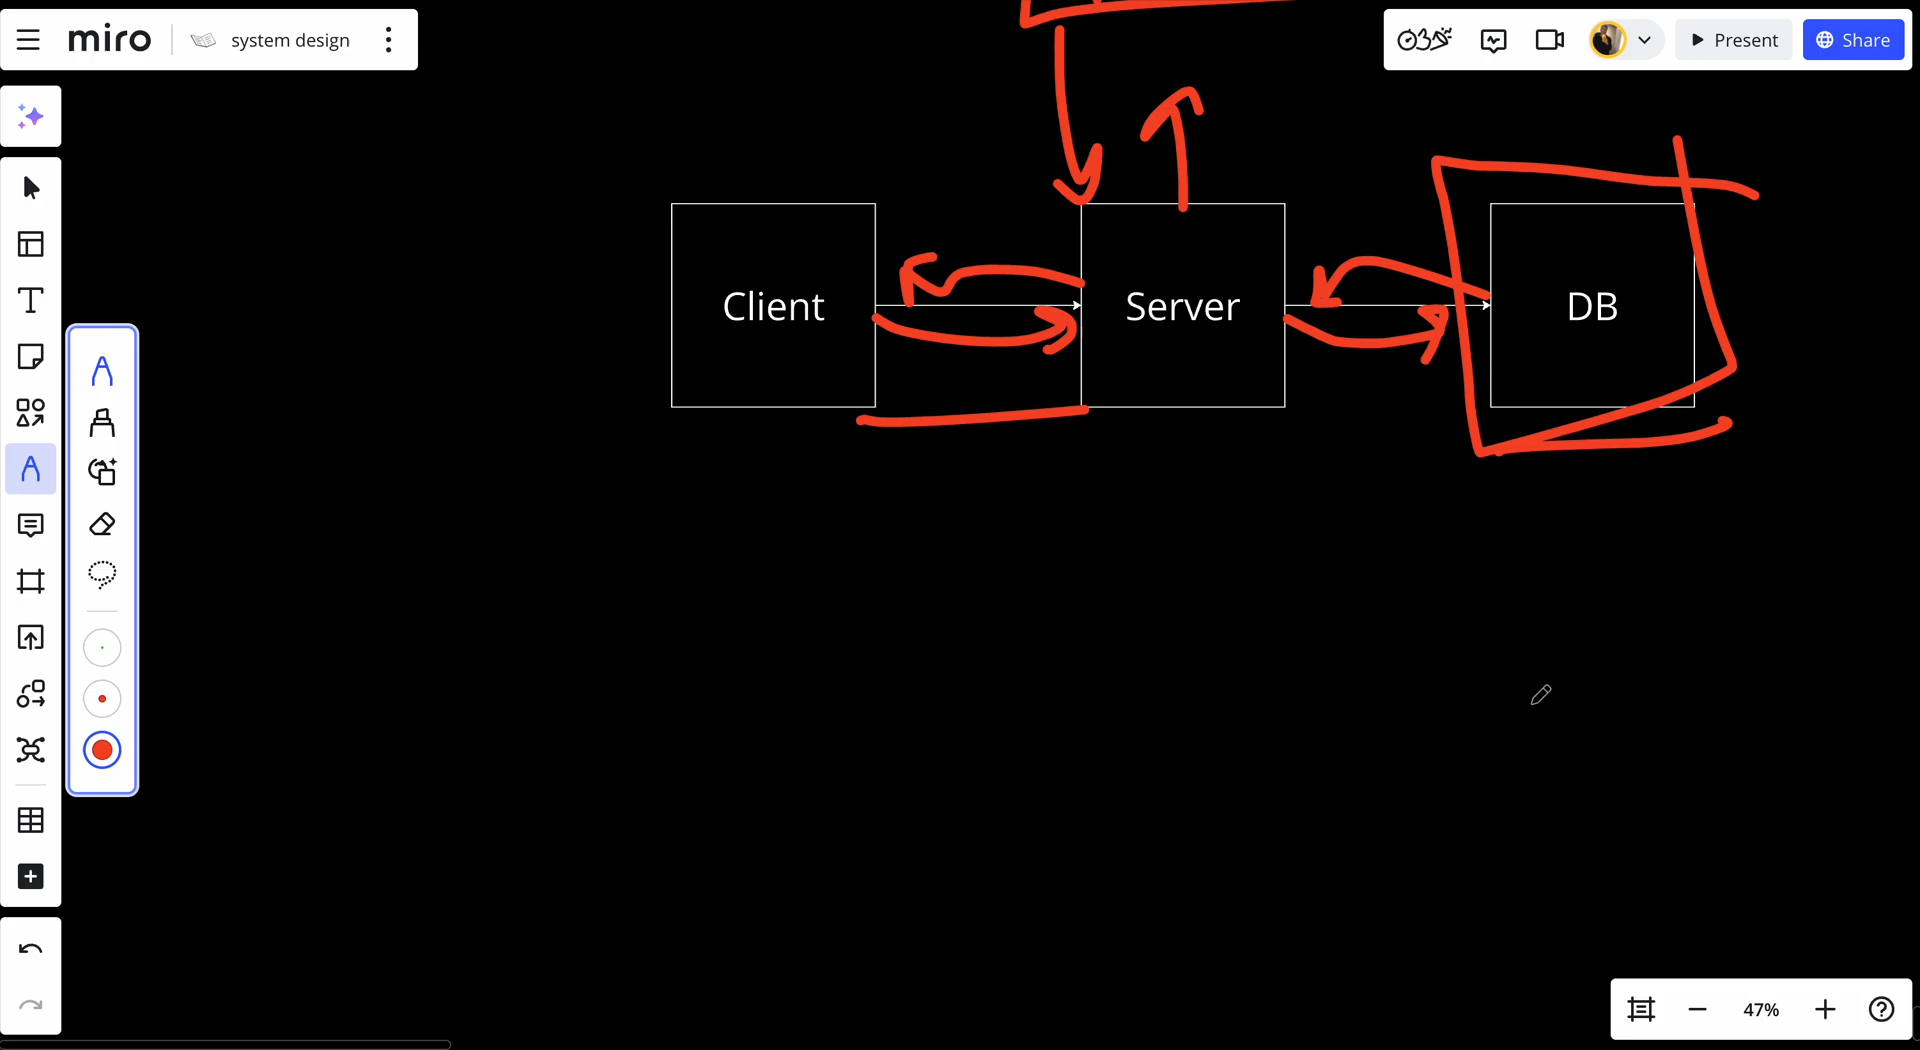 miro
system design
Present
Share
Client
Server
DB
47%